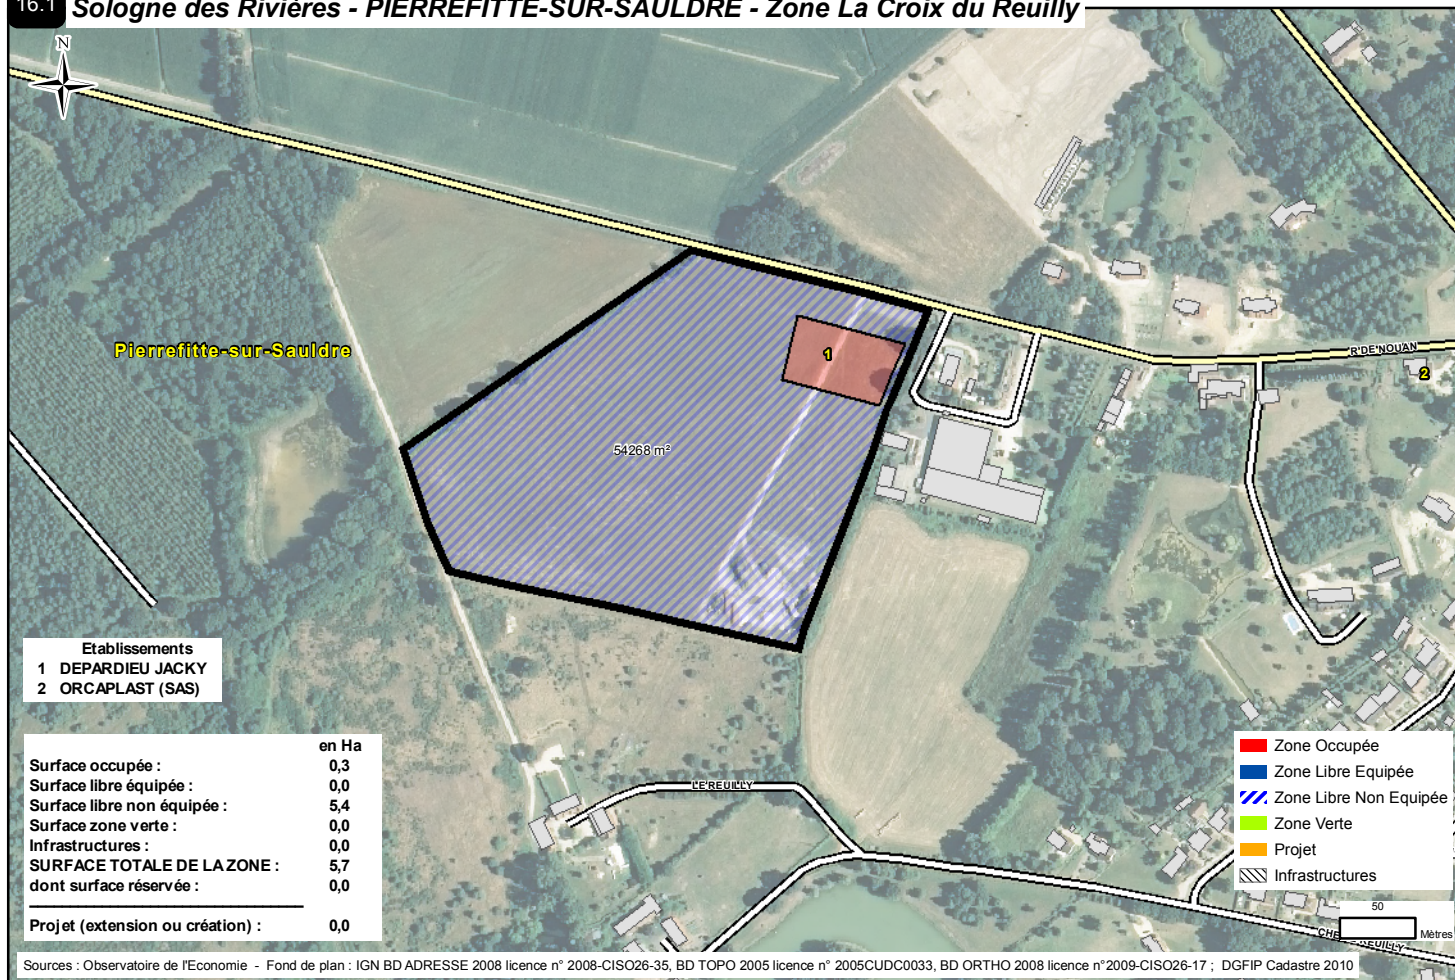 16.1 Sologne des Rivières - PIERREFITTE-SUR-SAULDRE - Zone La Croix du Reuilly
N
Pierrefitte-sur-Sauldre
1
R DE NOUAN
2
54268 m²
Etablissements
1 DEPARDIEU JACKY
2 ORCAPLAST (SAS)
en Ha
Surface occupée : 0,3
Surface libre équipée : 0,0
Surface libre non équipée : 5,4
Surface zone verte : 0,0
Infrastructures : 0,0
SURFACE TOTALE DE LA ZONE : 5,7
dont surface réservée : 0,0
Projet (extension ou création) : 0,0
LE REUILLY
Zone Occupée
Zone Libre Equipée
Zone Libre Non Equipée
Zone Verte
Projet
Infrastructures
50
Mètres
REUILLY
Sources : Observatoire de l'Economie - Fond de plan : IGN BD ADRESSE 2008 licence n° 2008-CISO26-35, BD TOPO 2005 licence n° 2005CUDC0033, BD ORTHO 2008 licence n°2009-CISO26-17 ; DGFIP Cadastre 2010